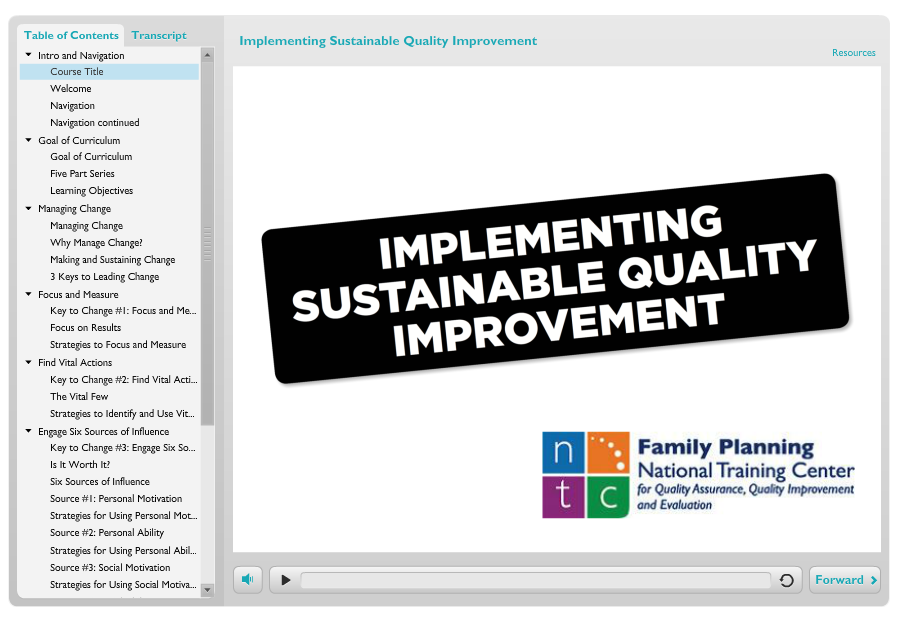 Table of Contents
Transcript
Intro and Navigation
Course Title
Welcome
Navigation
Navigation continued
Goal of Curriculum
Goal of Curriculum
Five Part Series
Learning Objectives
Managing Change
Managing Change
Why Manage Change?
Making and Sustaining Change
3 Keys to Leading Change
Focus and Measure
Key to Change #1: Focus and Me...
Focus on Results
Strategies to Focus and Measure
Find Vital Actions
Key to Change #2: Find Vital Acti...
The Vital Few
Strategies to Identify and Use Vit...
Engage Six Sources of Influence
Key to Change #3: Engage Six So...
Is It Worth It?
Six Sources of Influence
Source #1: Personal Motivation
Strategies for Using Personal Mot...
Source #2: Personal Ability
Strategies for Using Personal Abil...
Source #3: Social Motivation
Strategies for Using Social Motiva...
Implementing Sustainable Quality Improvement
Resources
IMPLEMENTING
SUSTAINABLE QUALITY
IMPROVEMENT
n
t c
Family Planning
National Training Center
for Quality Assurance, Quality Improvement
and Evaluation
Forward